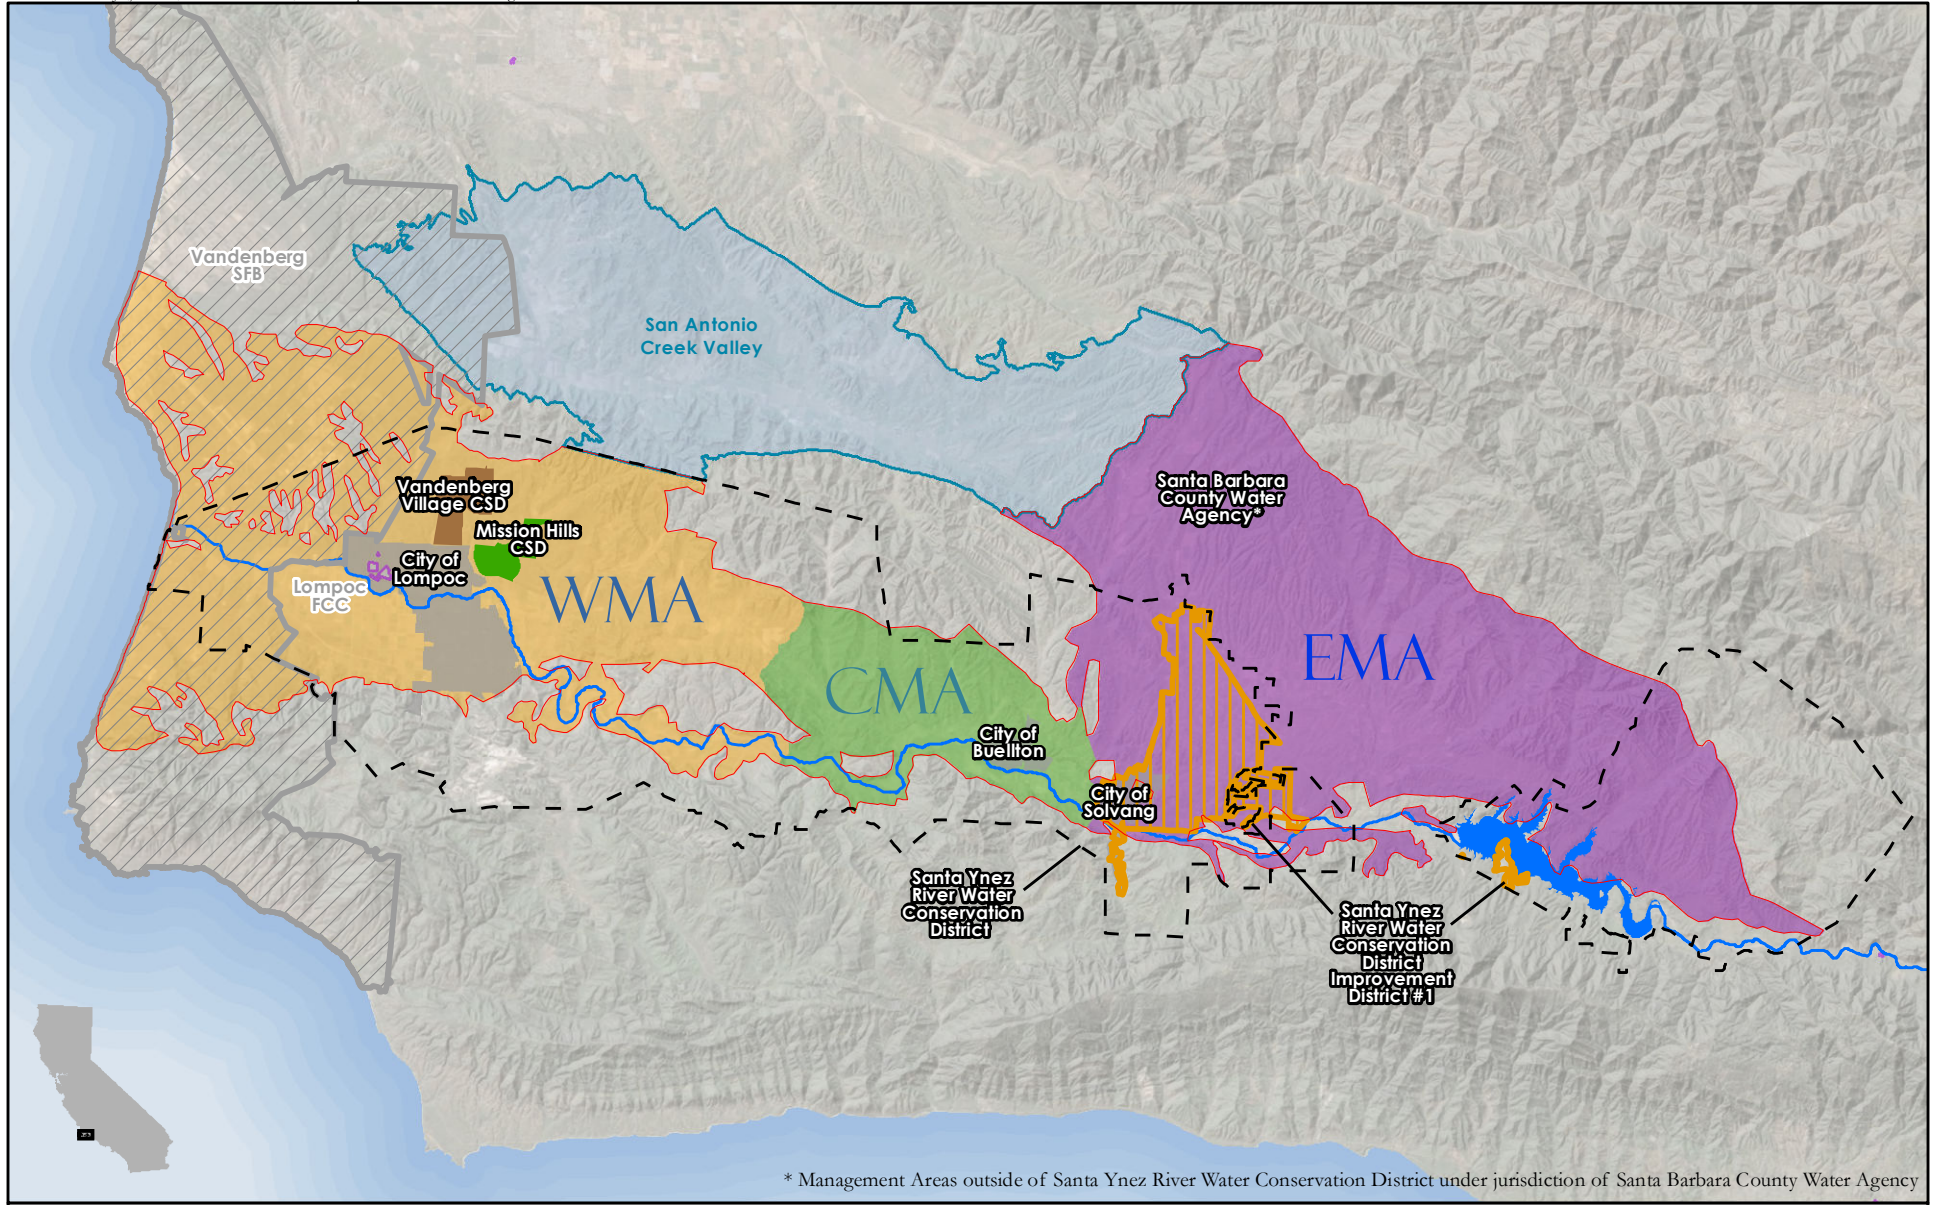 Vandenberg
SFB
San Antonio
Creek Valley
Santa Barbara
County Water
Agency*
Vandenberg
Village CSD
Mission Hills
CSD
City of
Lompoc
Lompoc
FCC
WMA
EMA
CMA
City of
Buellton
City of
Solvang
Santa Ynez
River Water
Conservation
District
Santa Ynez
River Water
Conservation
District
Improvement
District #1
* Management Areas outside of Santa Ynez River Water Conservation District under jurisdiction of Santa Barbara County Water Agency